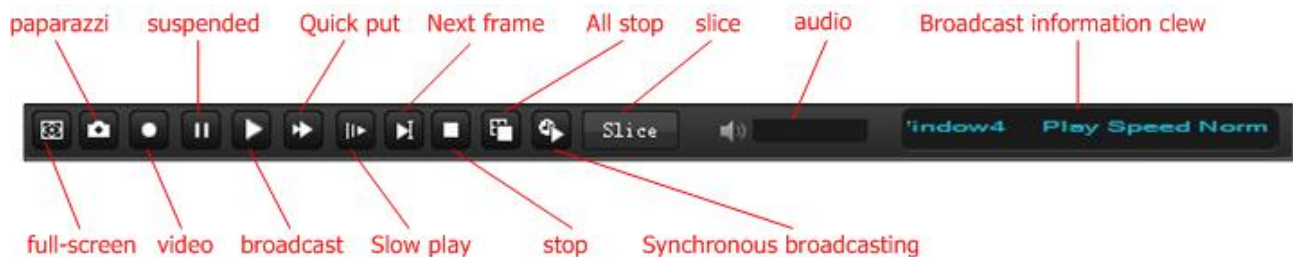 paparazzi suspended Quick put Next frame All stop slice audio Broadcast information clew
Slice 'indow4 Play Speed Norm
full-screen video broadcast Slow play stop Synchronous broadcasting